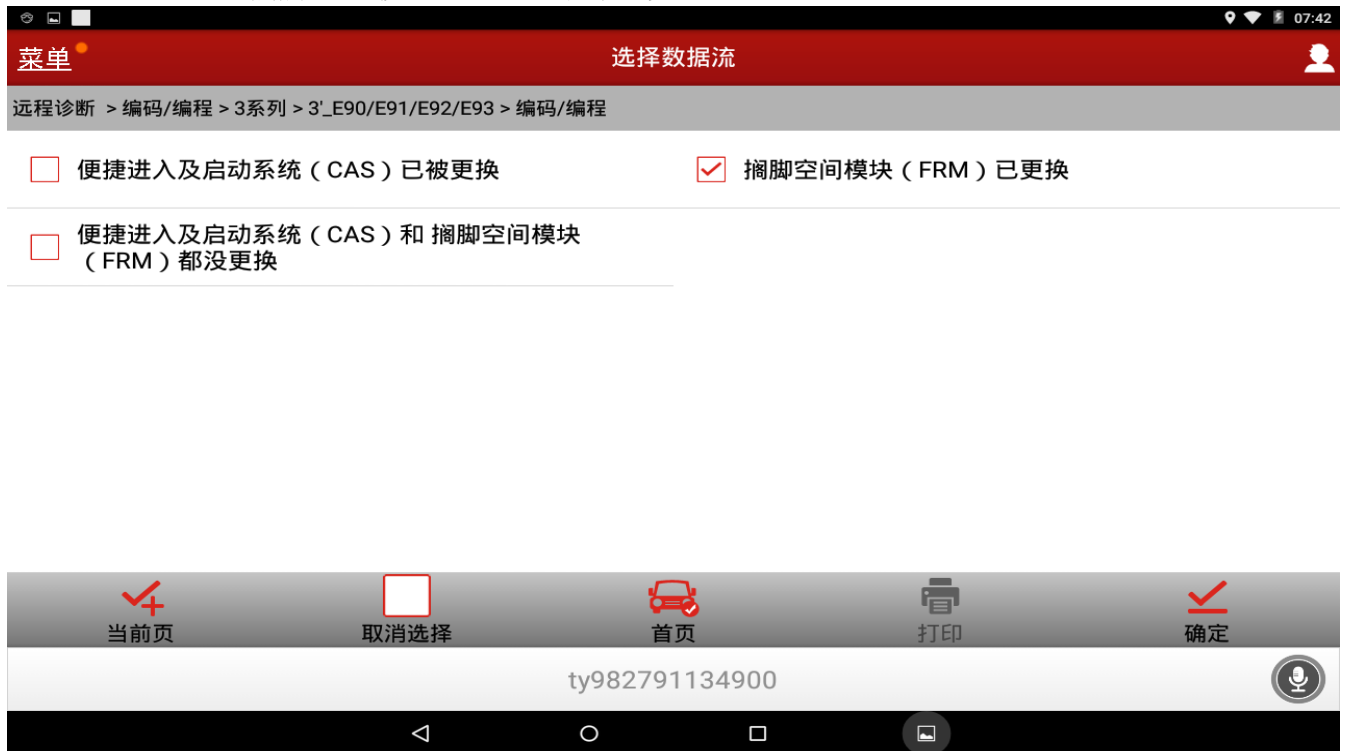 07:42
菜单
选择数据流
远程诊断 > 编码/编程 > 3系列 > 3'_E90/E91/E92/E93 > 编码/编程
便捷进入及启动系统（CAS）已被更换
搁脚空间模块（FRM）已更换
便捷进入及启动系统（CAS）和 搁脚空间模块
（FRM）都没更换
当前页
取消选择
首页
打印
确定
ty982791134900